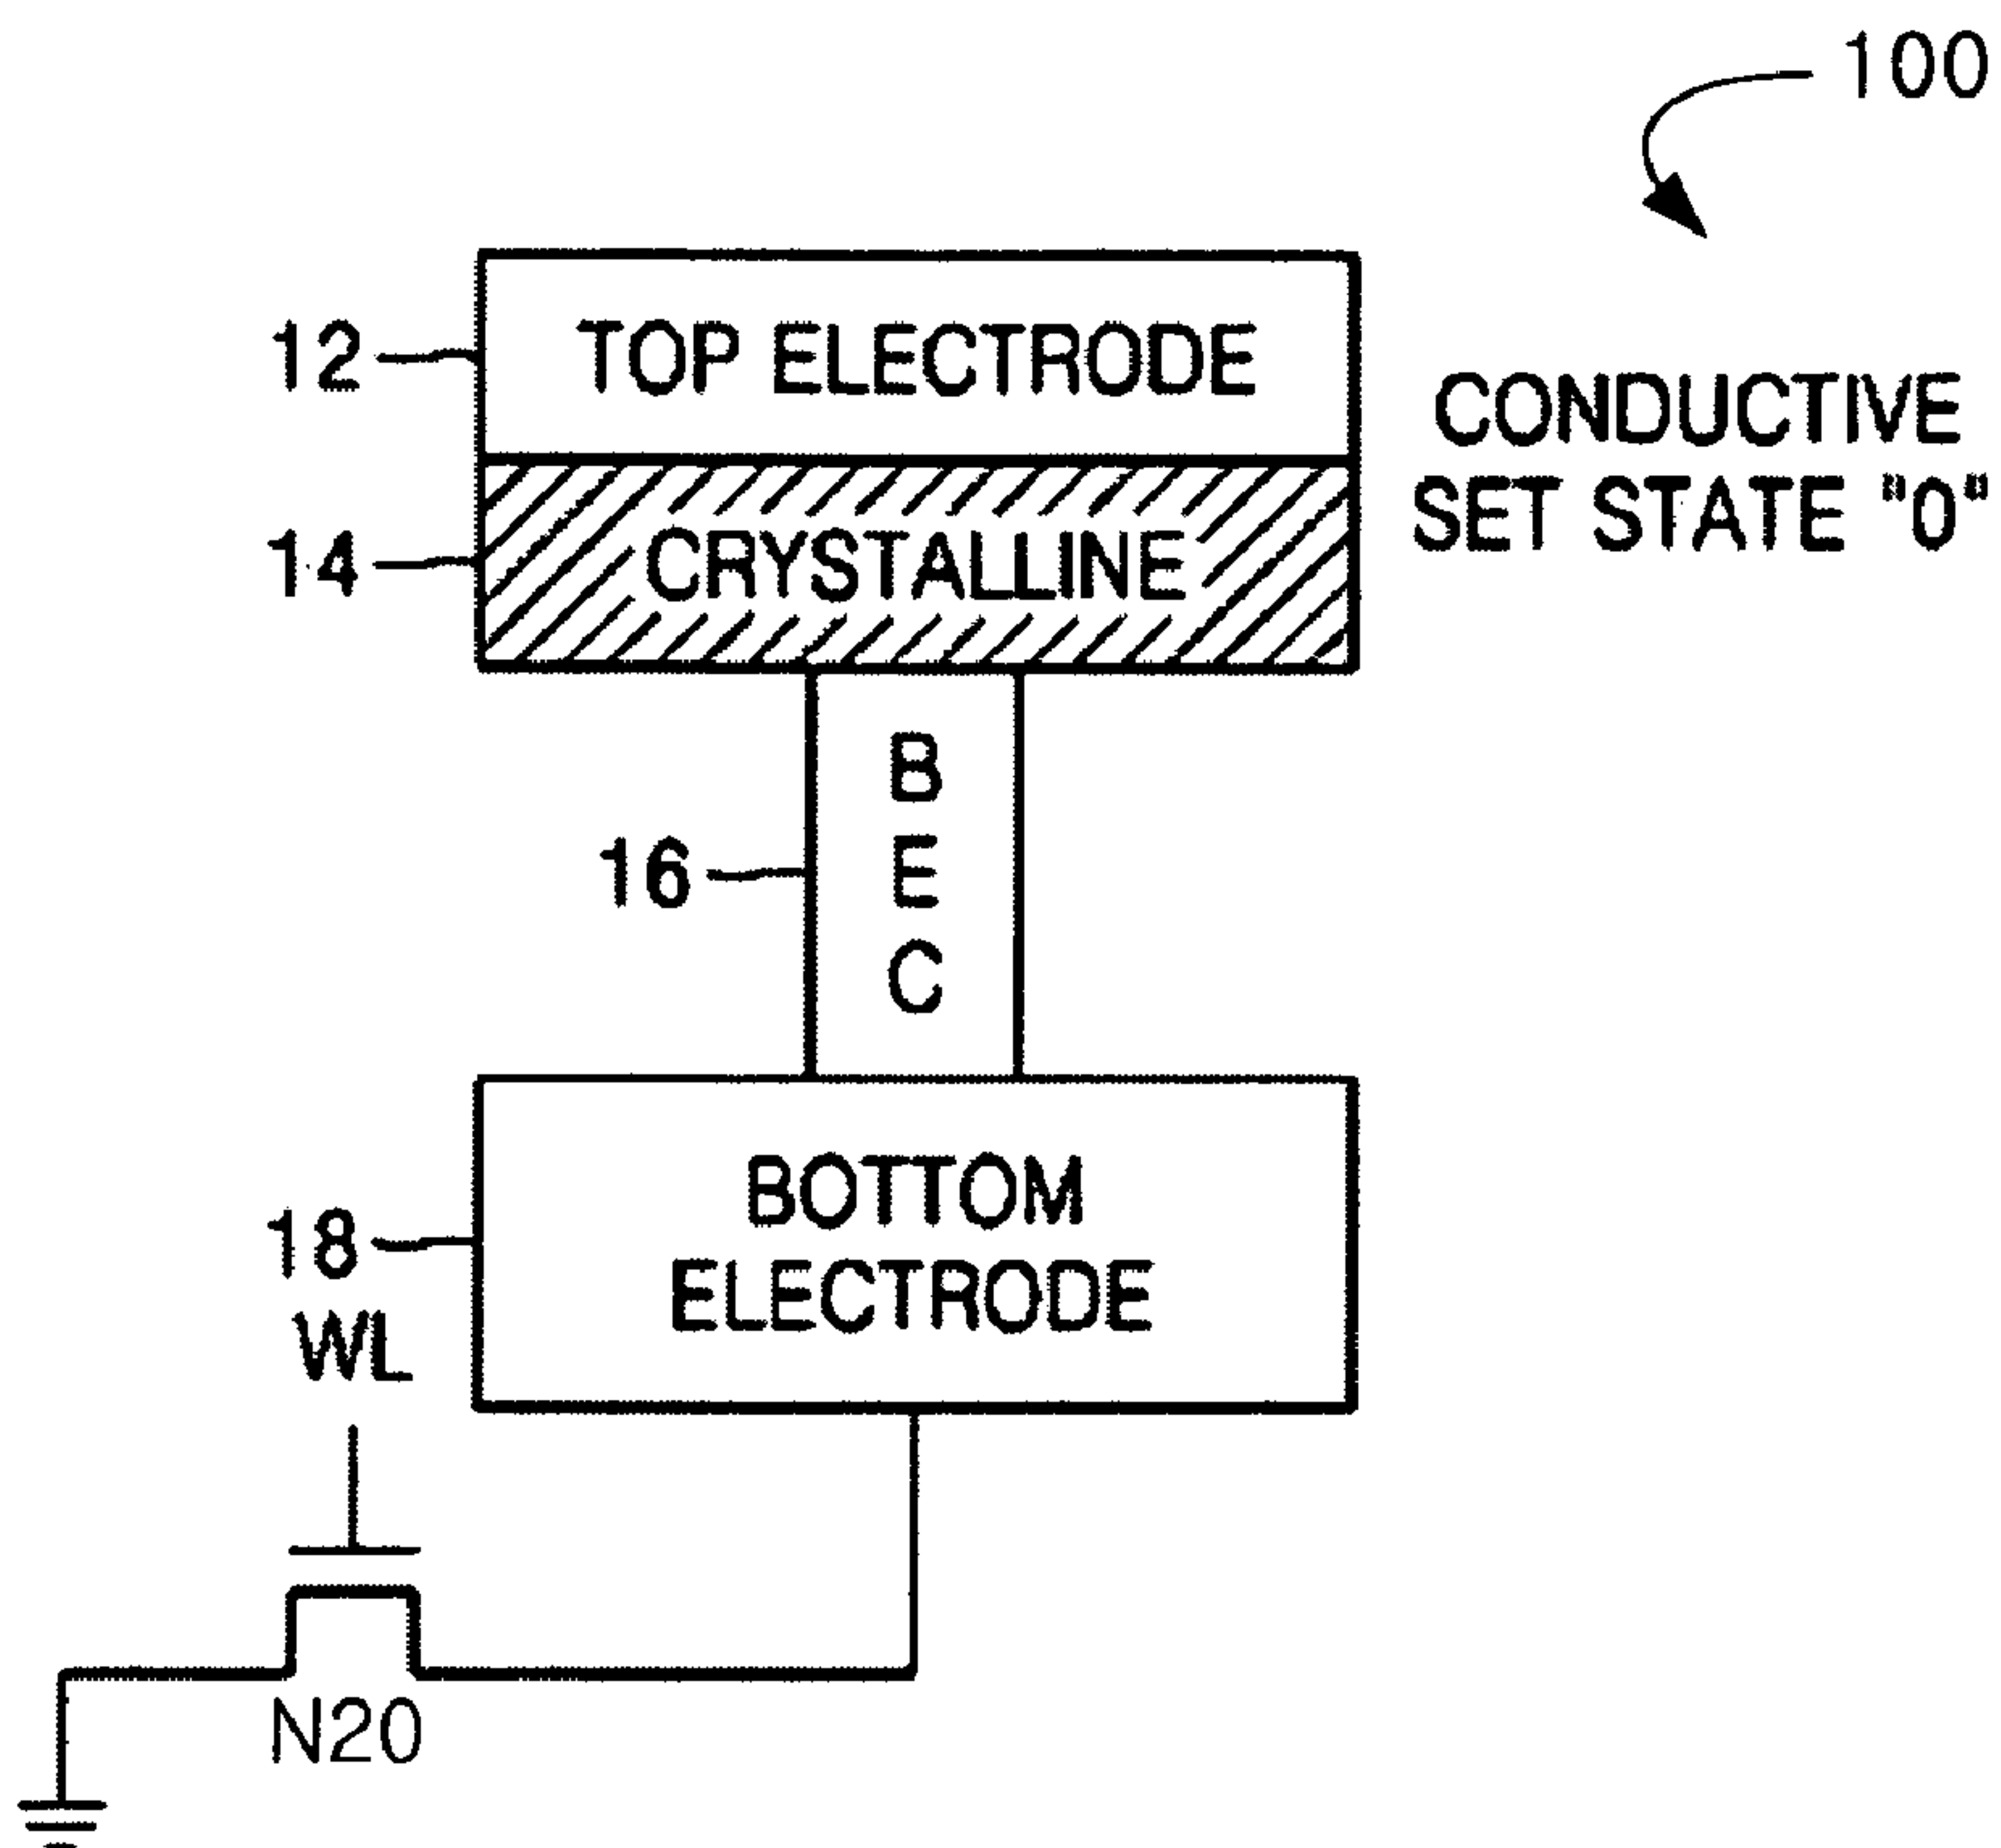 100
12
TOP ELECTRODE
CONDUCTIVE
SET STATE "0"
14
CRYSTALLINE
16
B
E
C
18
BOTTOM
ELECTRODE
WL
N20